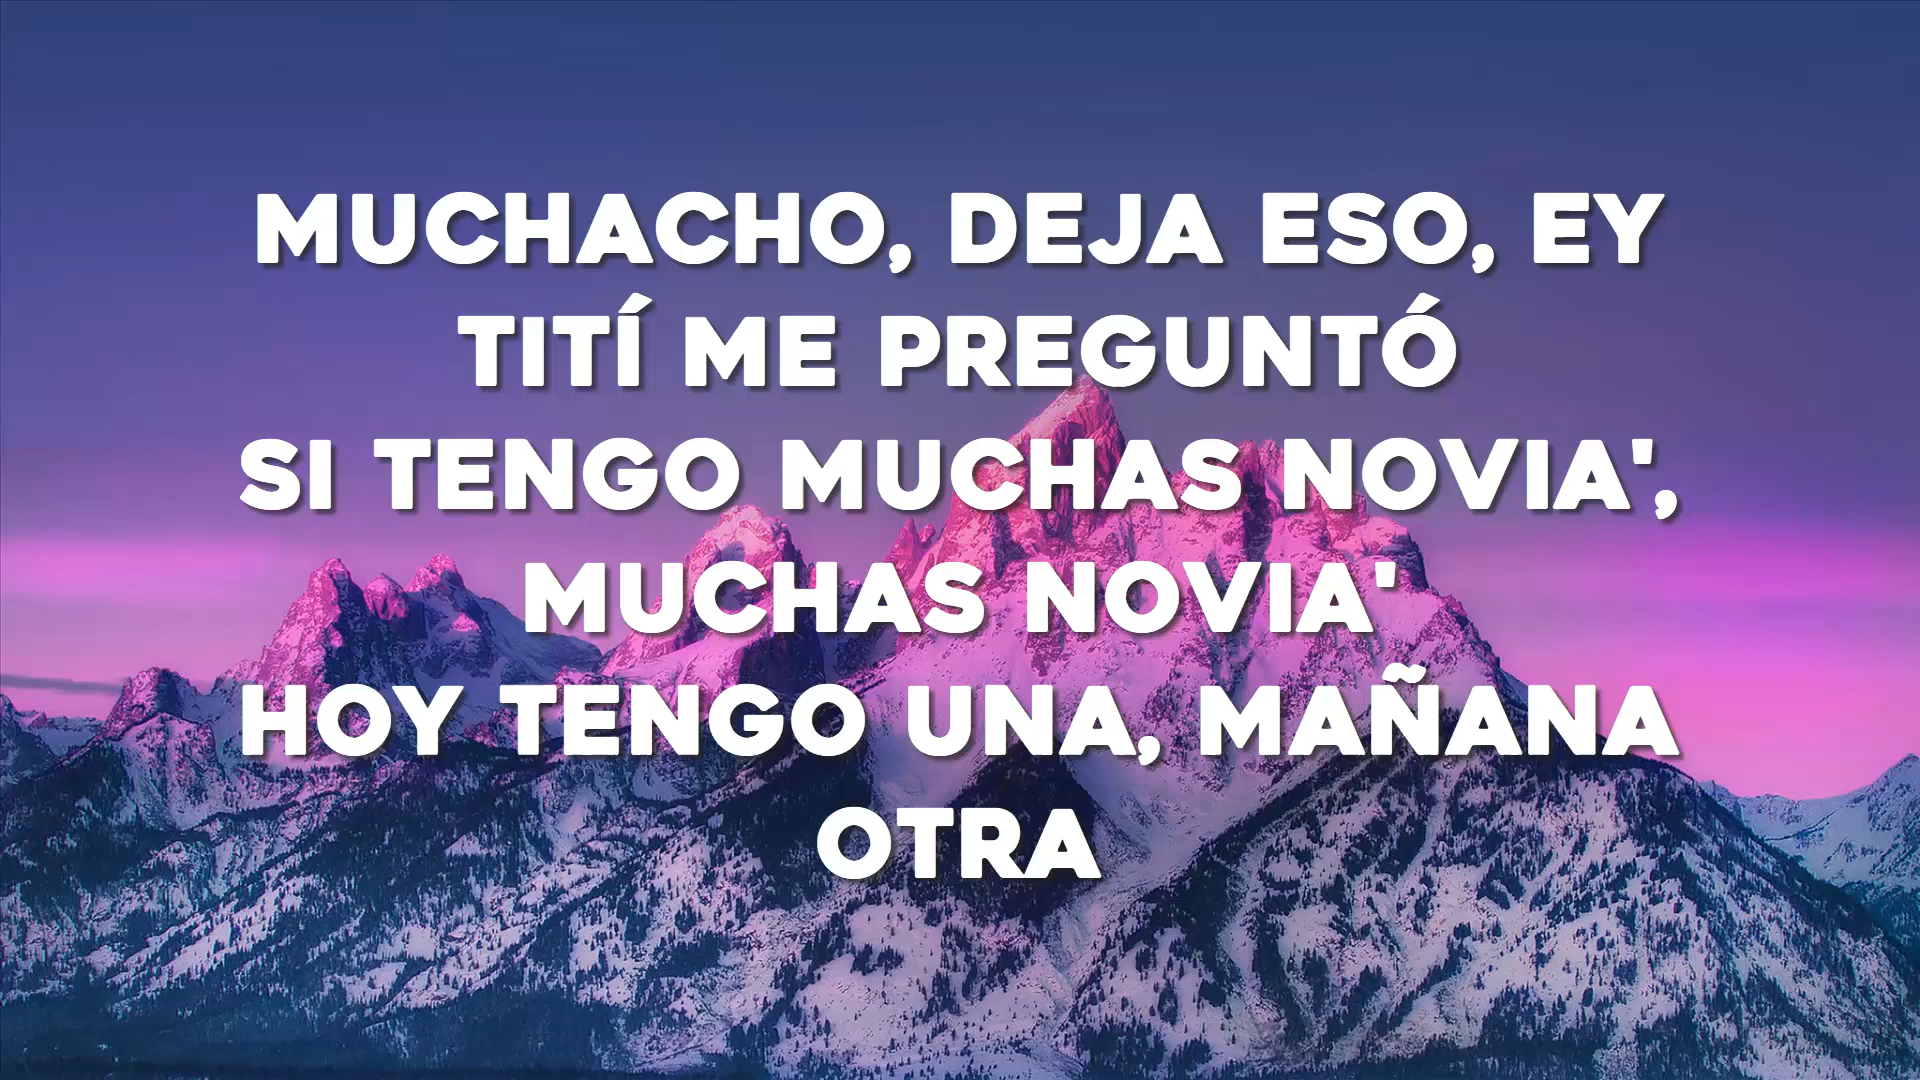 MUCHACHO, DEJA ESO, EY
TITÍ ME PREGUNTÓ
SI TENGO MUCHAS NOVIA',
MUCHAS NOVIA'
HOY TENGO UNA, MAÑANA
OTRA